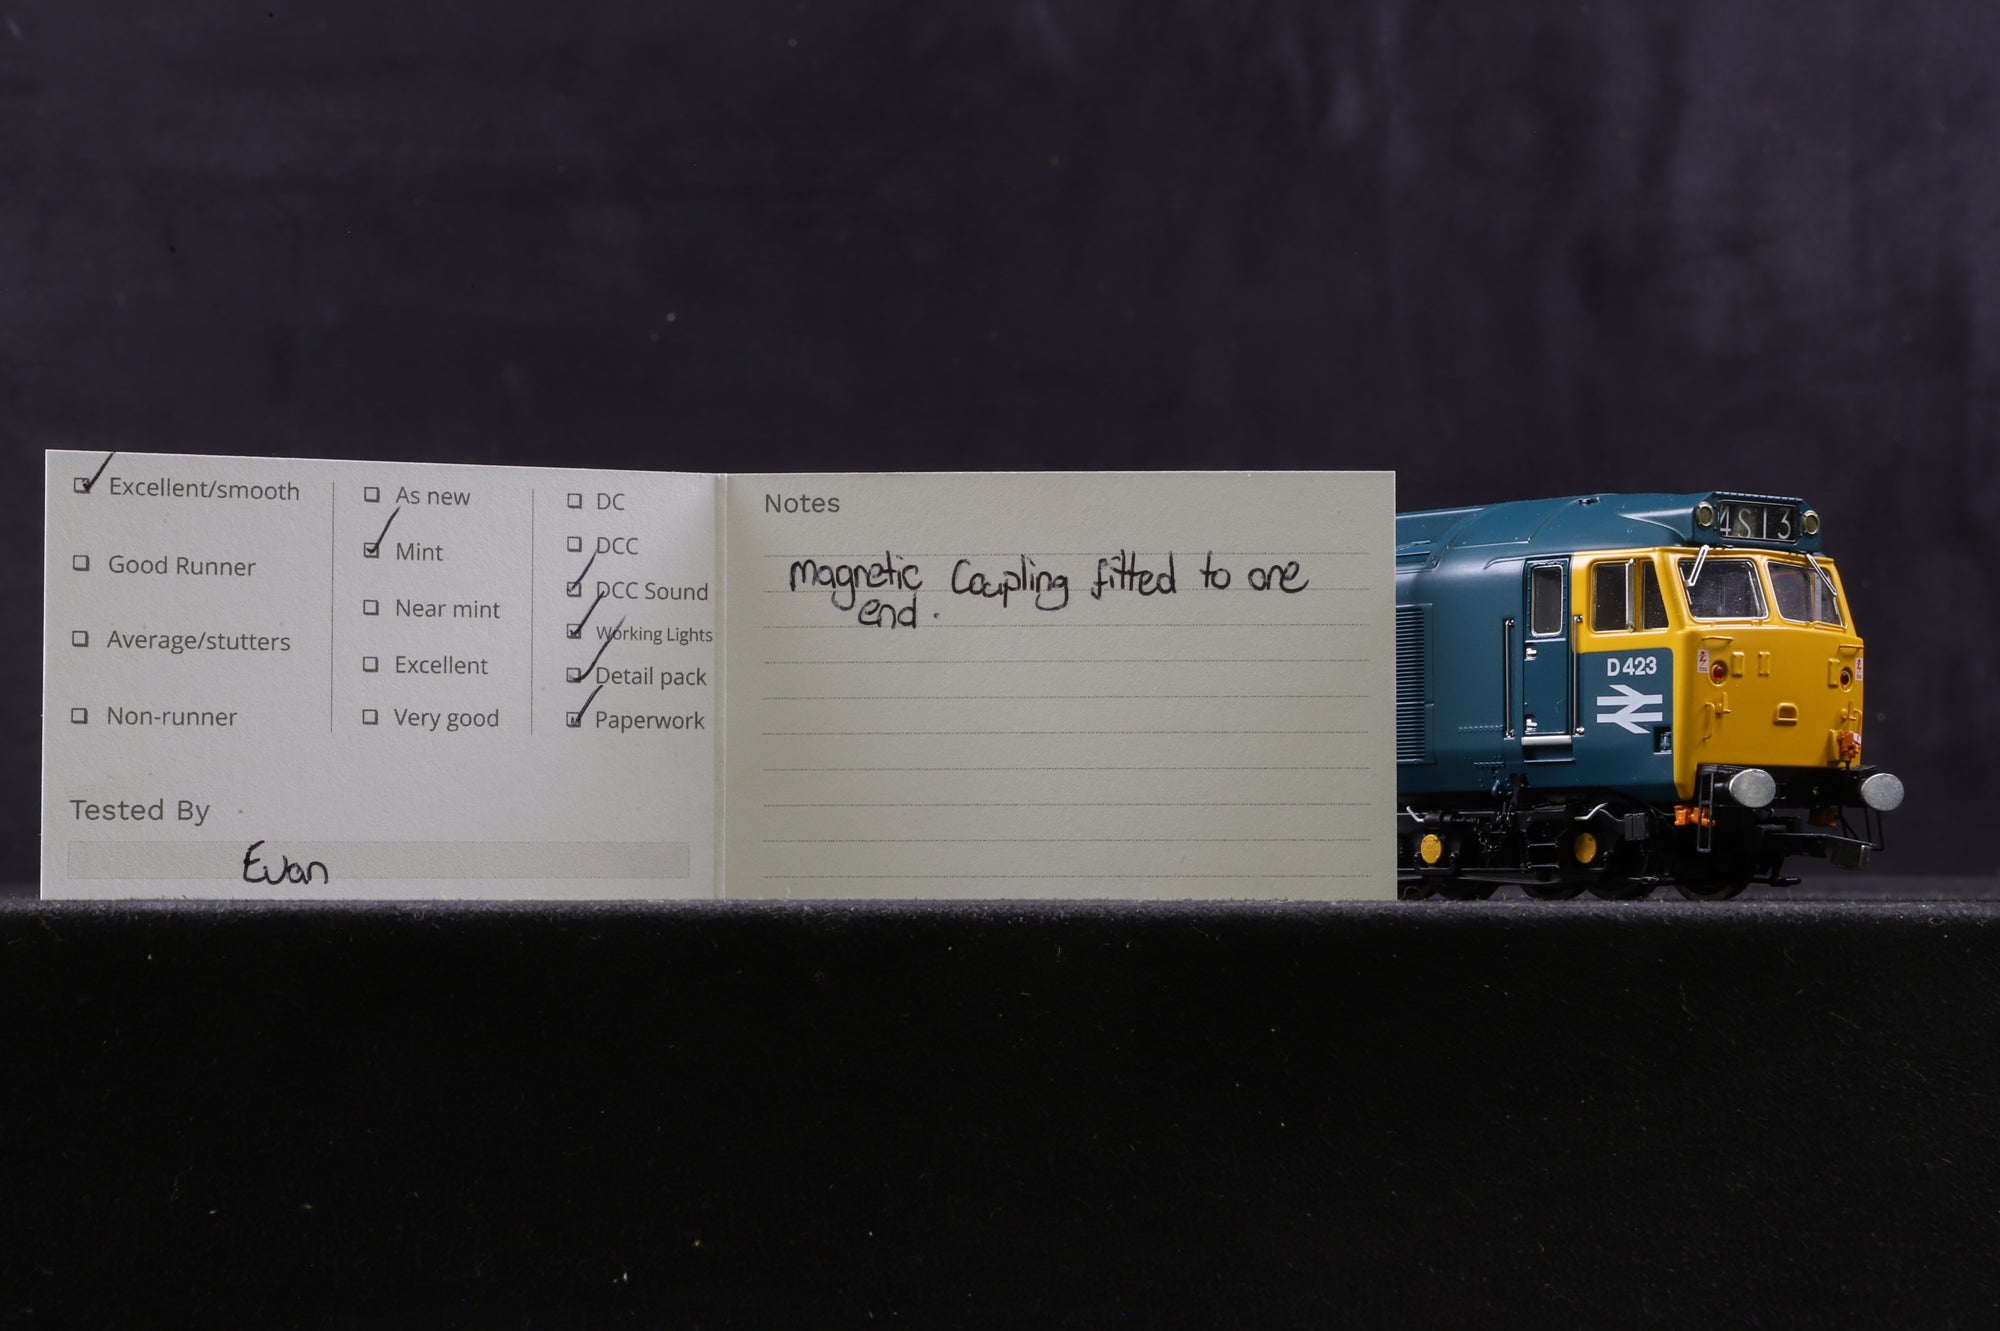 Excellent/smooth
Good Runner
Average/stutters
Non-runner
As new
Mint
Near mint
Excellent
Very good
DC
DCC
DCC Sound
Working Lights
Detail pack
Paperwork
Tested By
Evan
Notes
Magnetic Coupling fitted to one
end.
4S13
D423